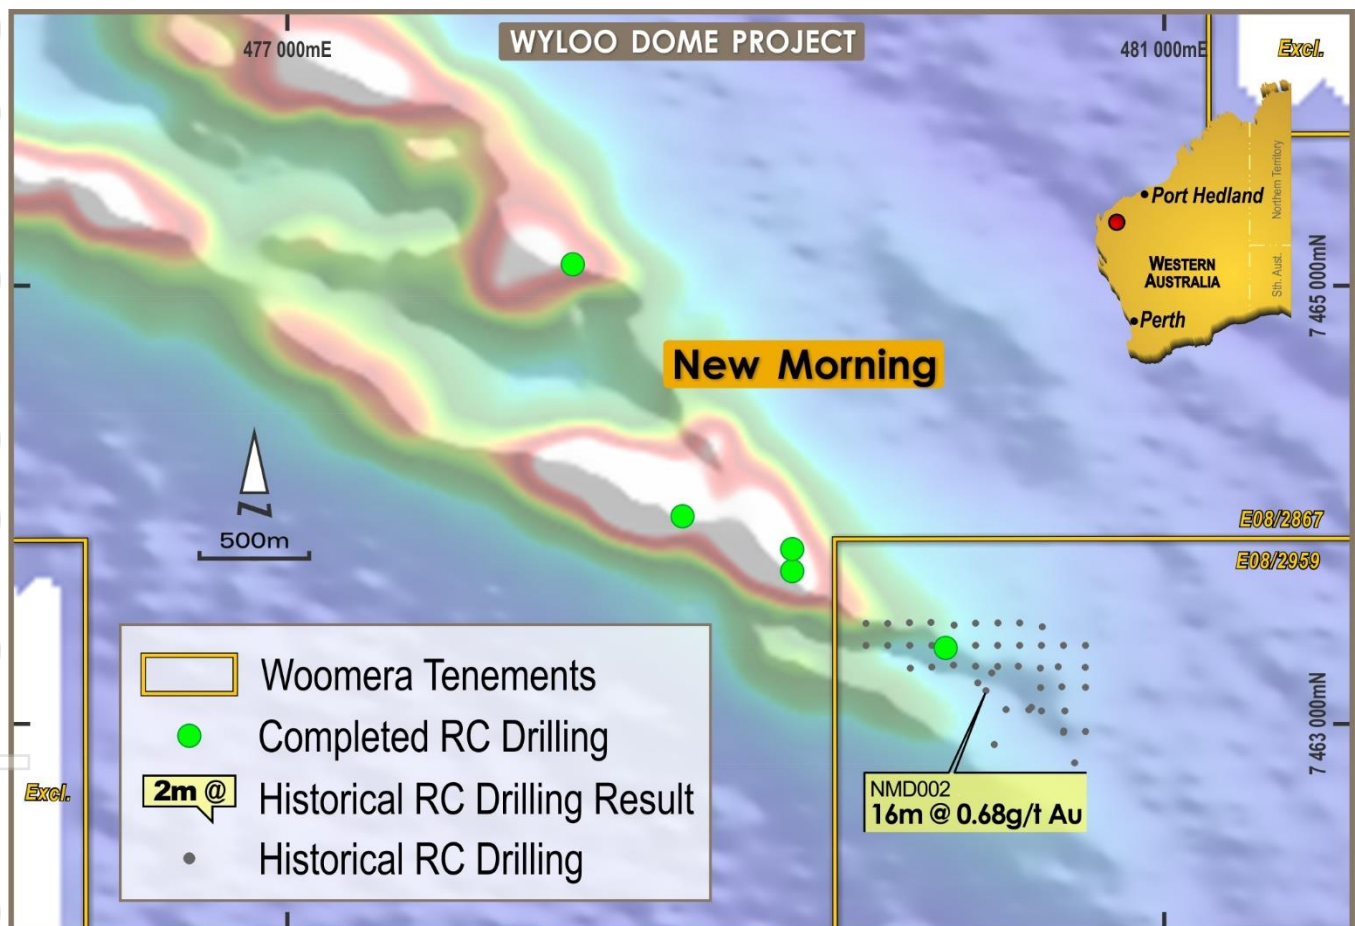 WYLOO DOME PROJECT
477 000mE
481 000mE
Excl.
Port Hedland
Northern Territory
WESTERN
AUSTRALIA
Sth. Aust.
Perth
7 465 000mN
New Morning
N
500m
E08/2867
E08/2959
Woomera Tenements
Completed RC Drilling
2m @
Historical RC Drilling Result
Historical RC Drilling
NMD002
16m @ 0.68g/t Au
7 463 000mN
Excl.